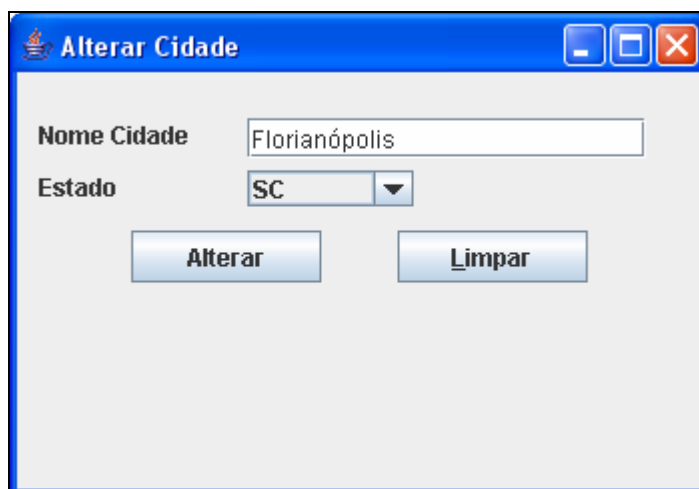 Alterar Cidade
Nome Cidade Florianópolis
Estado SC
Alterar Limpar